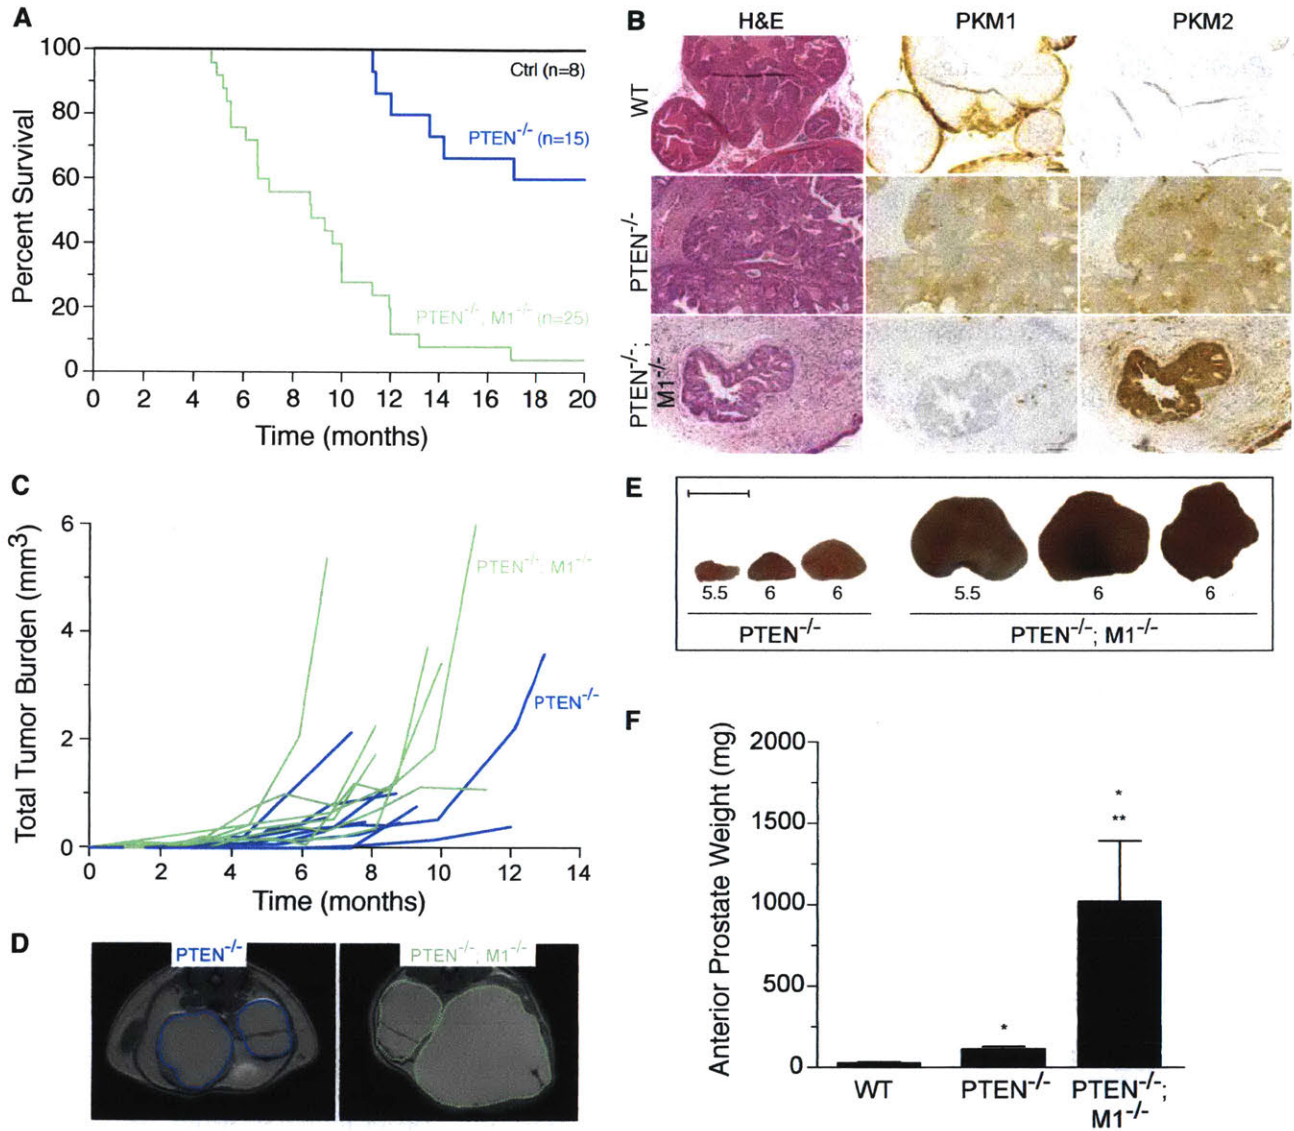 A
100
80
60
40
20
0
Percent Survival
Ctrl (n=8)
PTEN-/- (n=15)
PTEN-/-; M1-/- (n=25)
0 2 4 6 8 10 12 14 16 18 20
Time (months)
B
H&E PKM1 PKM2
WT
PTEN-/-
PTEN-/-;
M1-/-
C
6
4
2
0
Total Tumor Burden (mm3)
PTEN-/-; M1-/-
PTEN-/-
0 2 4 6 8 10 12 14
Time (months)
D
PTEN-/-
PTEN-/-; M1-/-
E
5.5 6 6 5.5 6 6
PTEN-/- PTEN-/-; M1-/-
F
2000
1500
1000
500
0
Anterior Prostate Weight (mg)
*
*
**
WT PTEN-/- PTEN-/-;
M1-/-